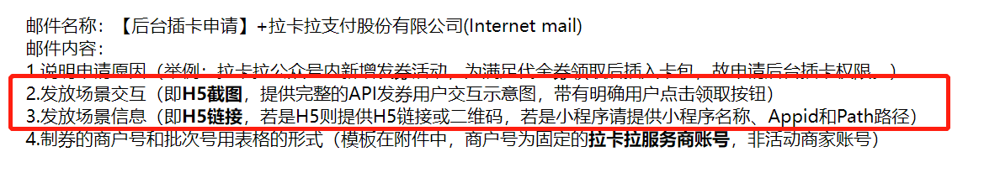 邮件名称：【后台插卡申请】+拉卡拉支付股份有限公司(Internet mail)
邮件内容：
1.说明申请原因（举例：拉卡拉公众号内新增发券活动，为满足代金券领取后插入卡包，故申请后台插卡权限。）
2.发放场景交互（即H5截图，提供完整的API发券用户交互示意图，带有明确用户点击领取按钮）
3.发放场景信息（即H5链接，若是H5则提供H5链接或二维码，若是小程序请提供小程序名称、Appid和Path路径）
4.制券的商户号和批次号用表格的形式（模板在附件中，商户号为固定的拉卡拉服务商账号，非活动商家账号）